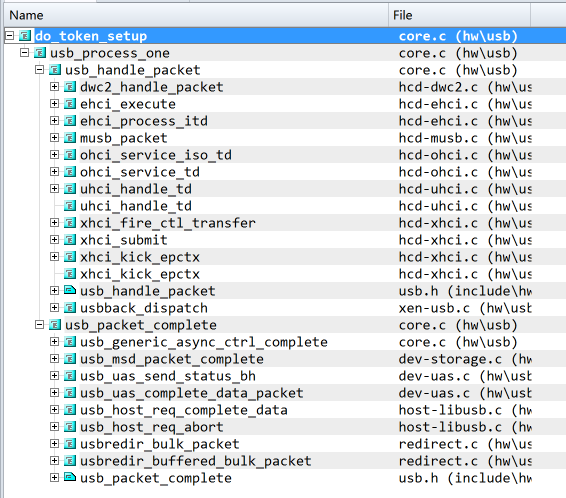 Name File
do_token_setup core.c (hw\usb)
usb_process_one core.c (hw\usb)
usb_handle_packet core.c (hw\usb)
dwc2_handle_packet hcd-dwc2.c (hw\us
ehci_execute hcd-ehci.c (hw\us
ehci_process_itd hcd-ehci.c (hw\us
musb_packet hcd-musb.c (hw\us
ohci_service_iso_td hcd-ohci.c (hw\us
ohci_service_td hcd-ohci.c (hw\us
uhci_handle_td hcd-uhci.c (hw\us
uhci_handle_td hcd-uhci.c (hw\us
xhci_fire_ctl_transfer hcd-xhci.c (hw\us
xhci_submit hcd-xhci.c (hw\us
xhci_kick_epctx hcd-xhci.c (hw\us
xhci_kick_epctx hcd-xhci.c (hw\us
usb_handle_packet usb.h (include\hw
usbback_dispatch xen-usb.c (hw\usb
usb_packet_complete core.c (hw\usb)
usb_generic_async_ctrl_complete core.c (hw\usb)
usb_msd_packet_complete dev-storage.c (hw
usb_uas_send_status_bh dev-uas.c (hw\usb
usb_uas_complete_data_packet dev-uas.c (hw\usb
usb_host_req_complete_data host-libusb.c (hw
usb_host_req_abort host-libusb.c (hw
usbredir_bulk_packet redirect.c (hw\us
usbredir_buffered_bulk_packet redirect.c (hw\us
usb_packet_complete usb.h (include\hw